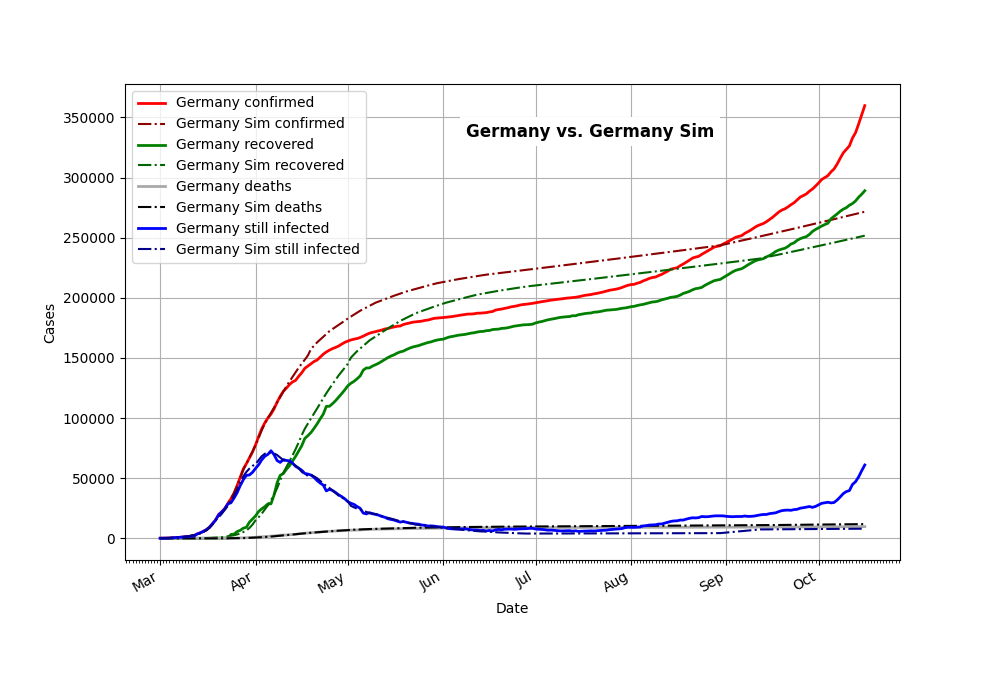 Germany vs. Germany Sim
Germany confirmed
Germany Sim confirmed
Germany recovered
Germany Sim recovered
Germany deaths
Germany Sim deaths
Germany still infected
Germany Sim still infected
Cases
350000
300000
250000
200000
150000
100000
50000
0
Mar
Apr
May
Jun
Jul
Aug
Sep
Oct
Date